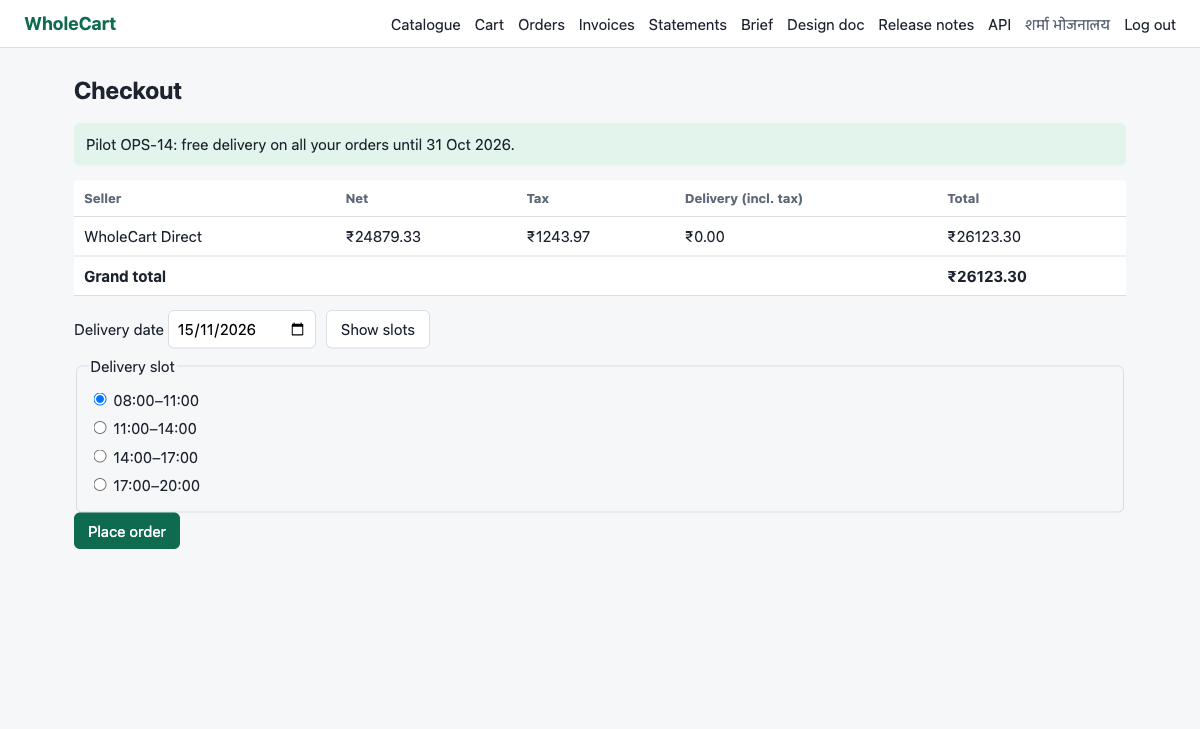 WholeCart
Catalogue Cart Orders Invoices Statements Brief Design doc Release notes API शर्मा भोजनालय Log out
Checkout
Pilot OPS-14: free delivery on all your orders until 31 Oct 2026.
Seller Net Tax Delivery (incl. tax) Total
WholeCart Direct ₹24879.33 ₹1243.97 ₹0.00 ₹26123.30
Grand total ₹26123.30
Delivery date 15/11/2026 Show slots
Delivery slot
08:00–11:00
11:00–14:00
14:00–17:00
17:00–20:00
Place order